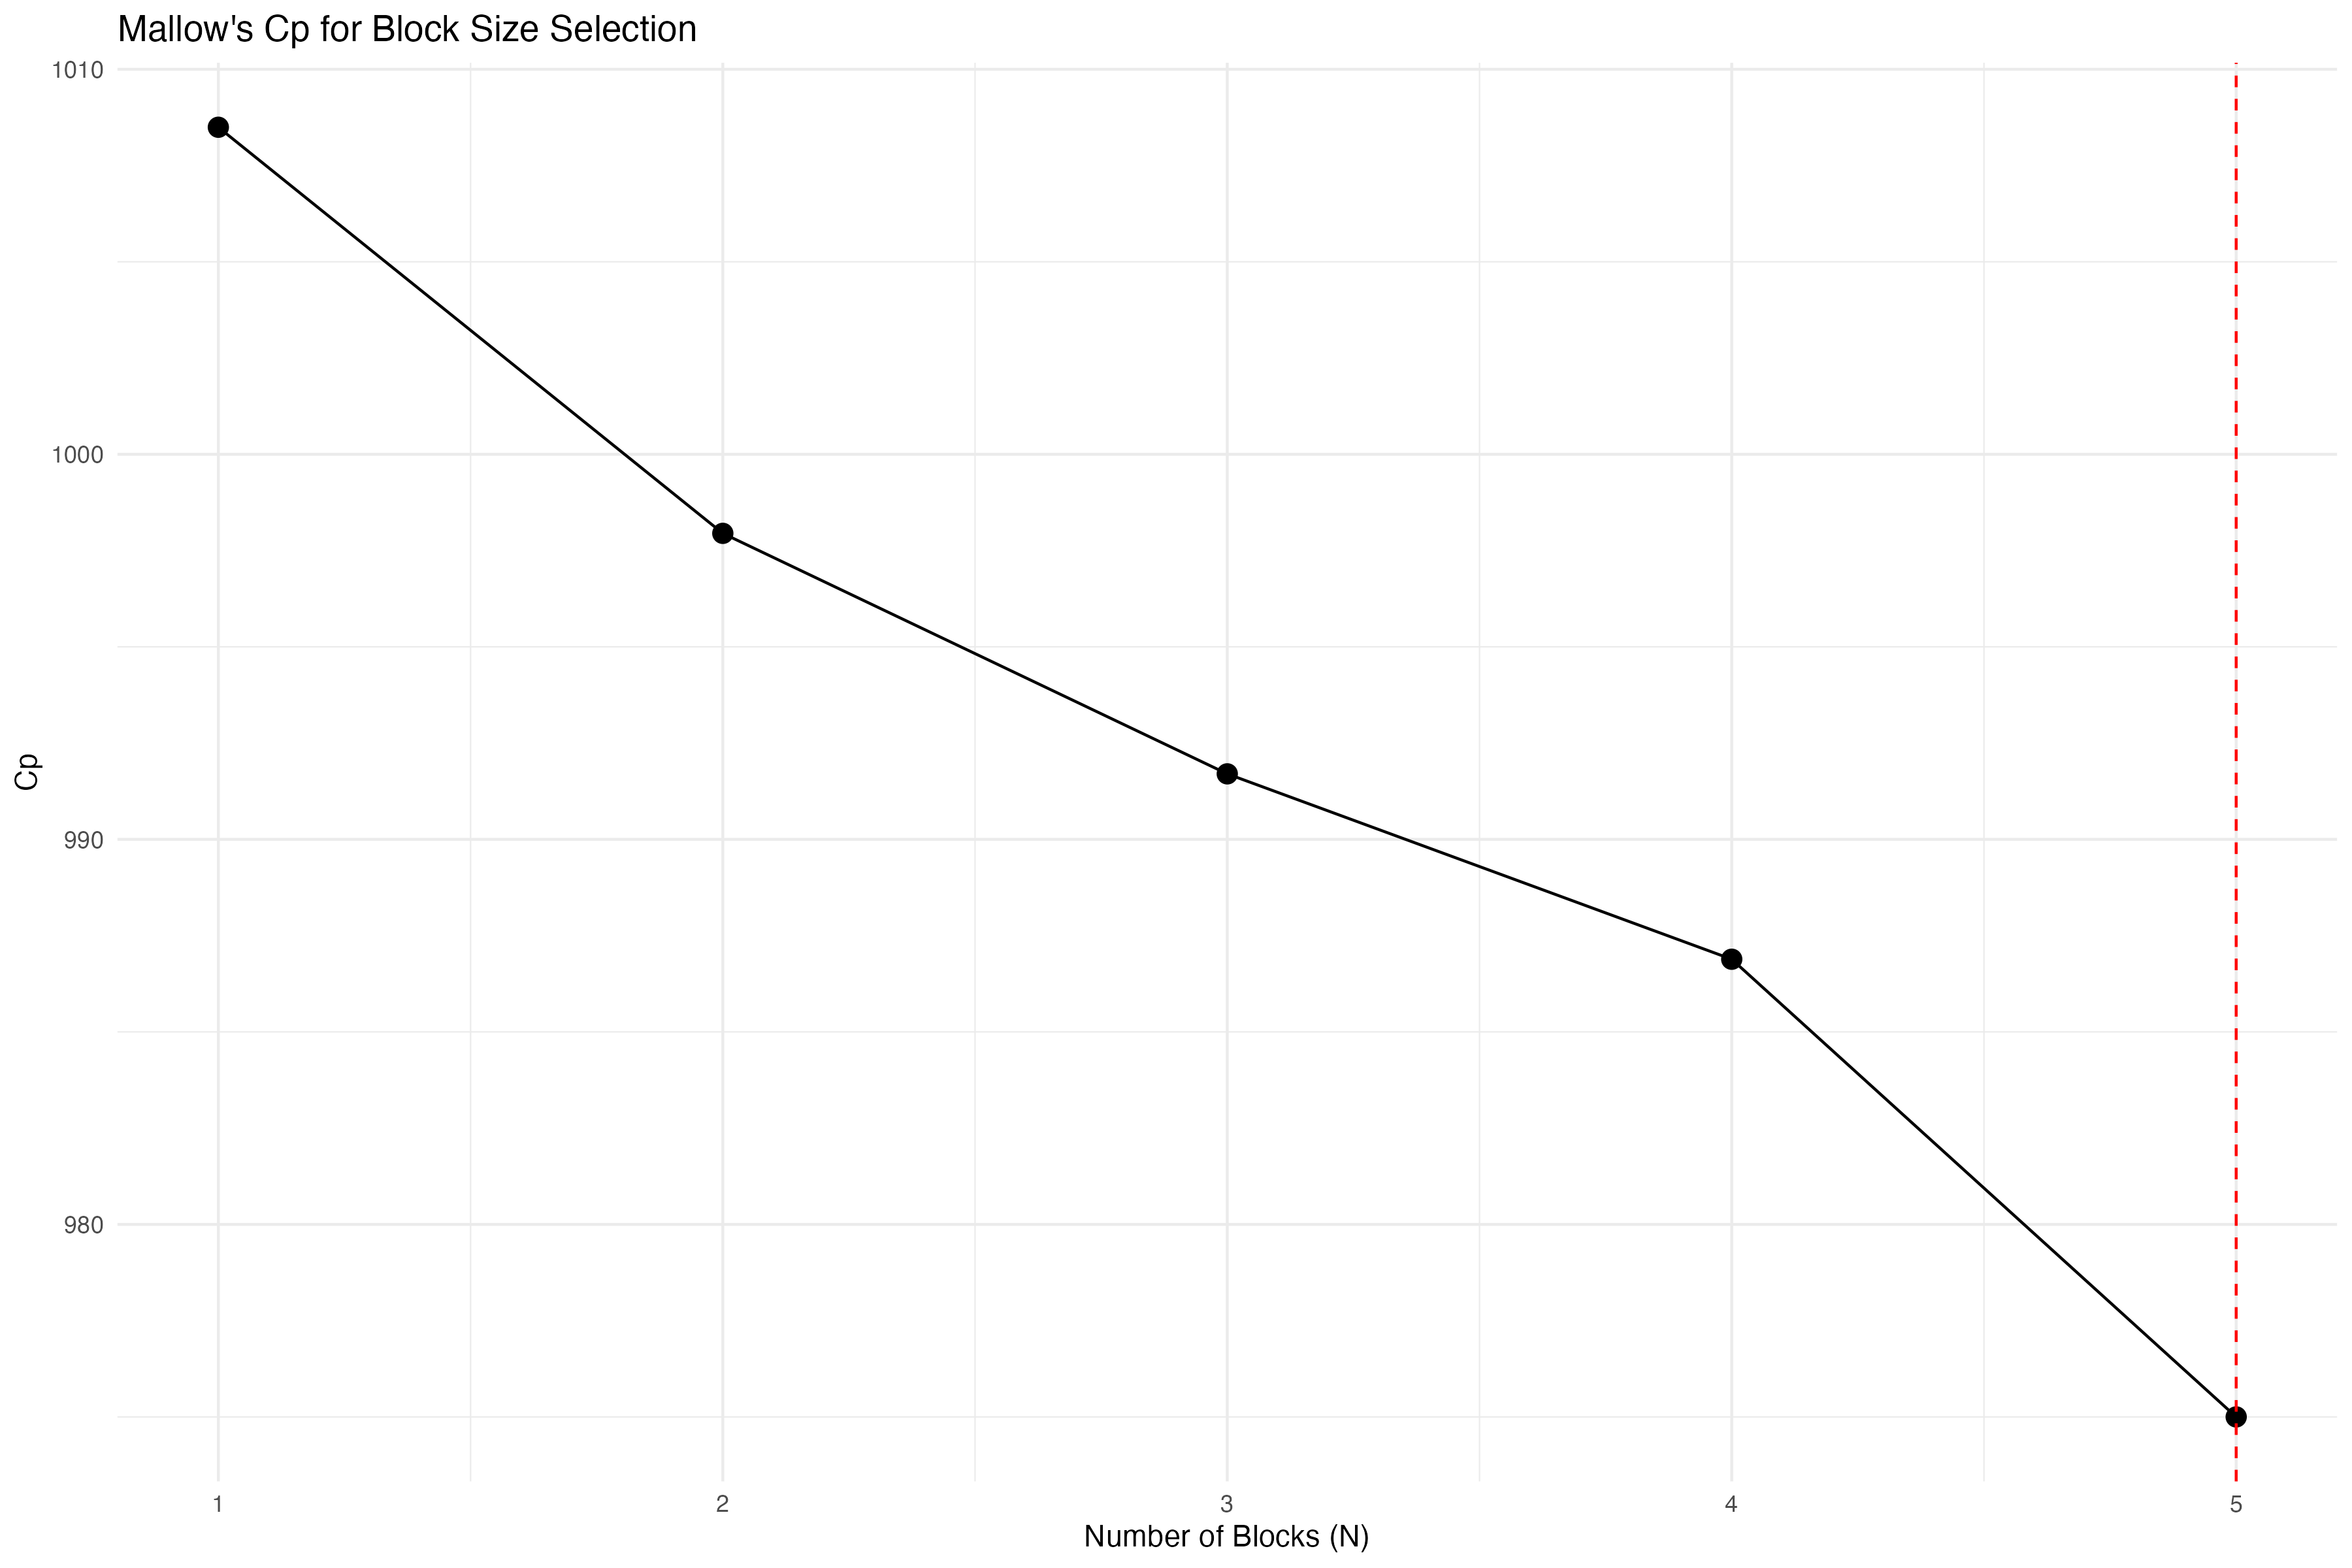 Mallow's Cp for Block Size Selection
1010
1000
990
980
Cp
1 2 3 4 5
Number of Blocks (N)